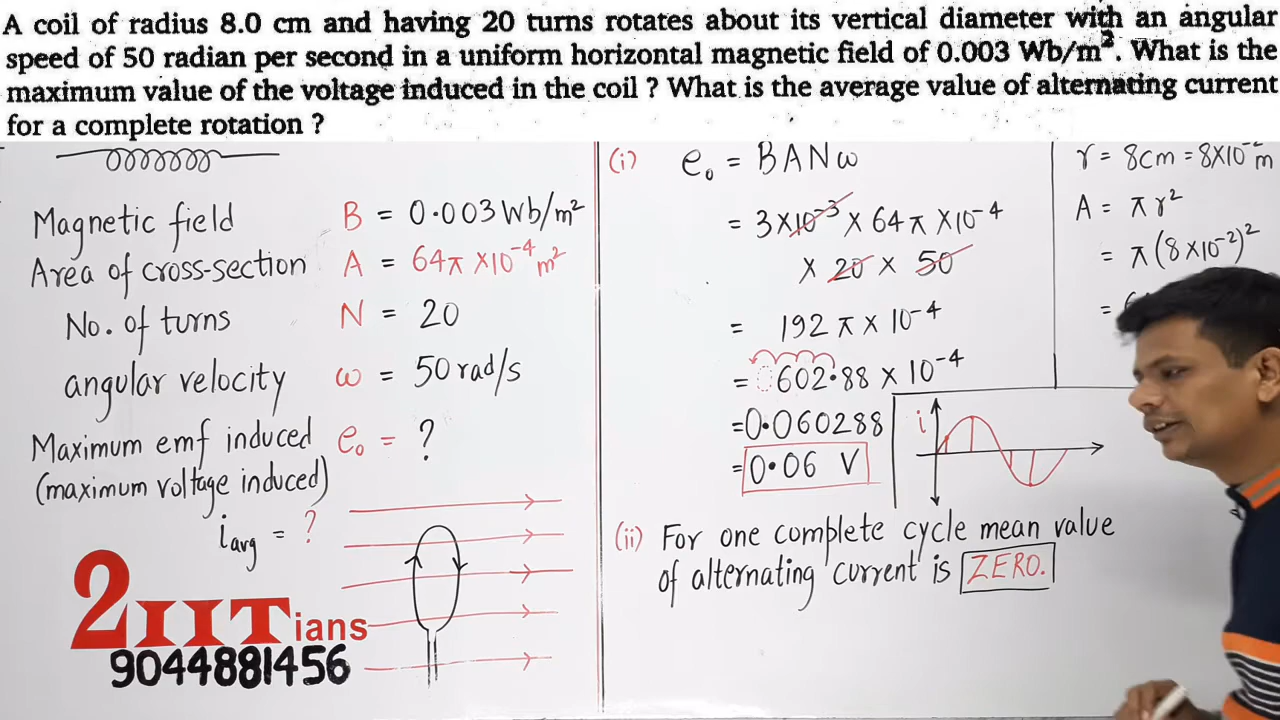 A coil of radius 8.0 cm and having 20 turns rotates about its vertical diameter with an angular
speed of 50 radian per second in a uniform horizontal magnetic field of 0.003 Wb/m². What is the
maximum value of the voltage induced in the coil ? What is the average value of alternating current
for a complete rotation ?
Magnetic field B = 0.003 Wb/m²
Area of cross-section A = 64π × 10⁻⁴ m²
No. of turns N = 20
angular velocity ω = 50 rad/s
Maximum emf induced e₀ = ?
(maximum voltage induced)
i avg = ?
2IITians
9044881456
(i) e₀ = BANω
= 3×10⁻³ × 64π × 10⁻⁴
× 20 × 50
= 192 π × 10⁻⁴
= 602.88 × 10⁻⁴
= 0.060288
= 0.06 V
i
(ii) For one complete cycle mean value
of alternating current is ZERO.
r = 8cm = 8×10⁻² m
A = πr²
= π(8×10⁻²)²
=